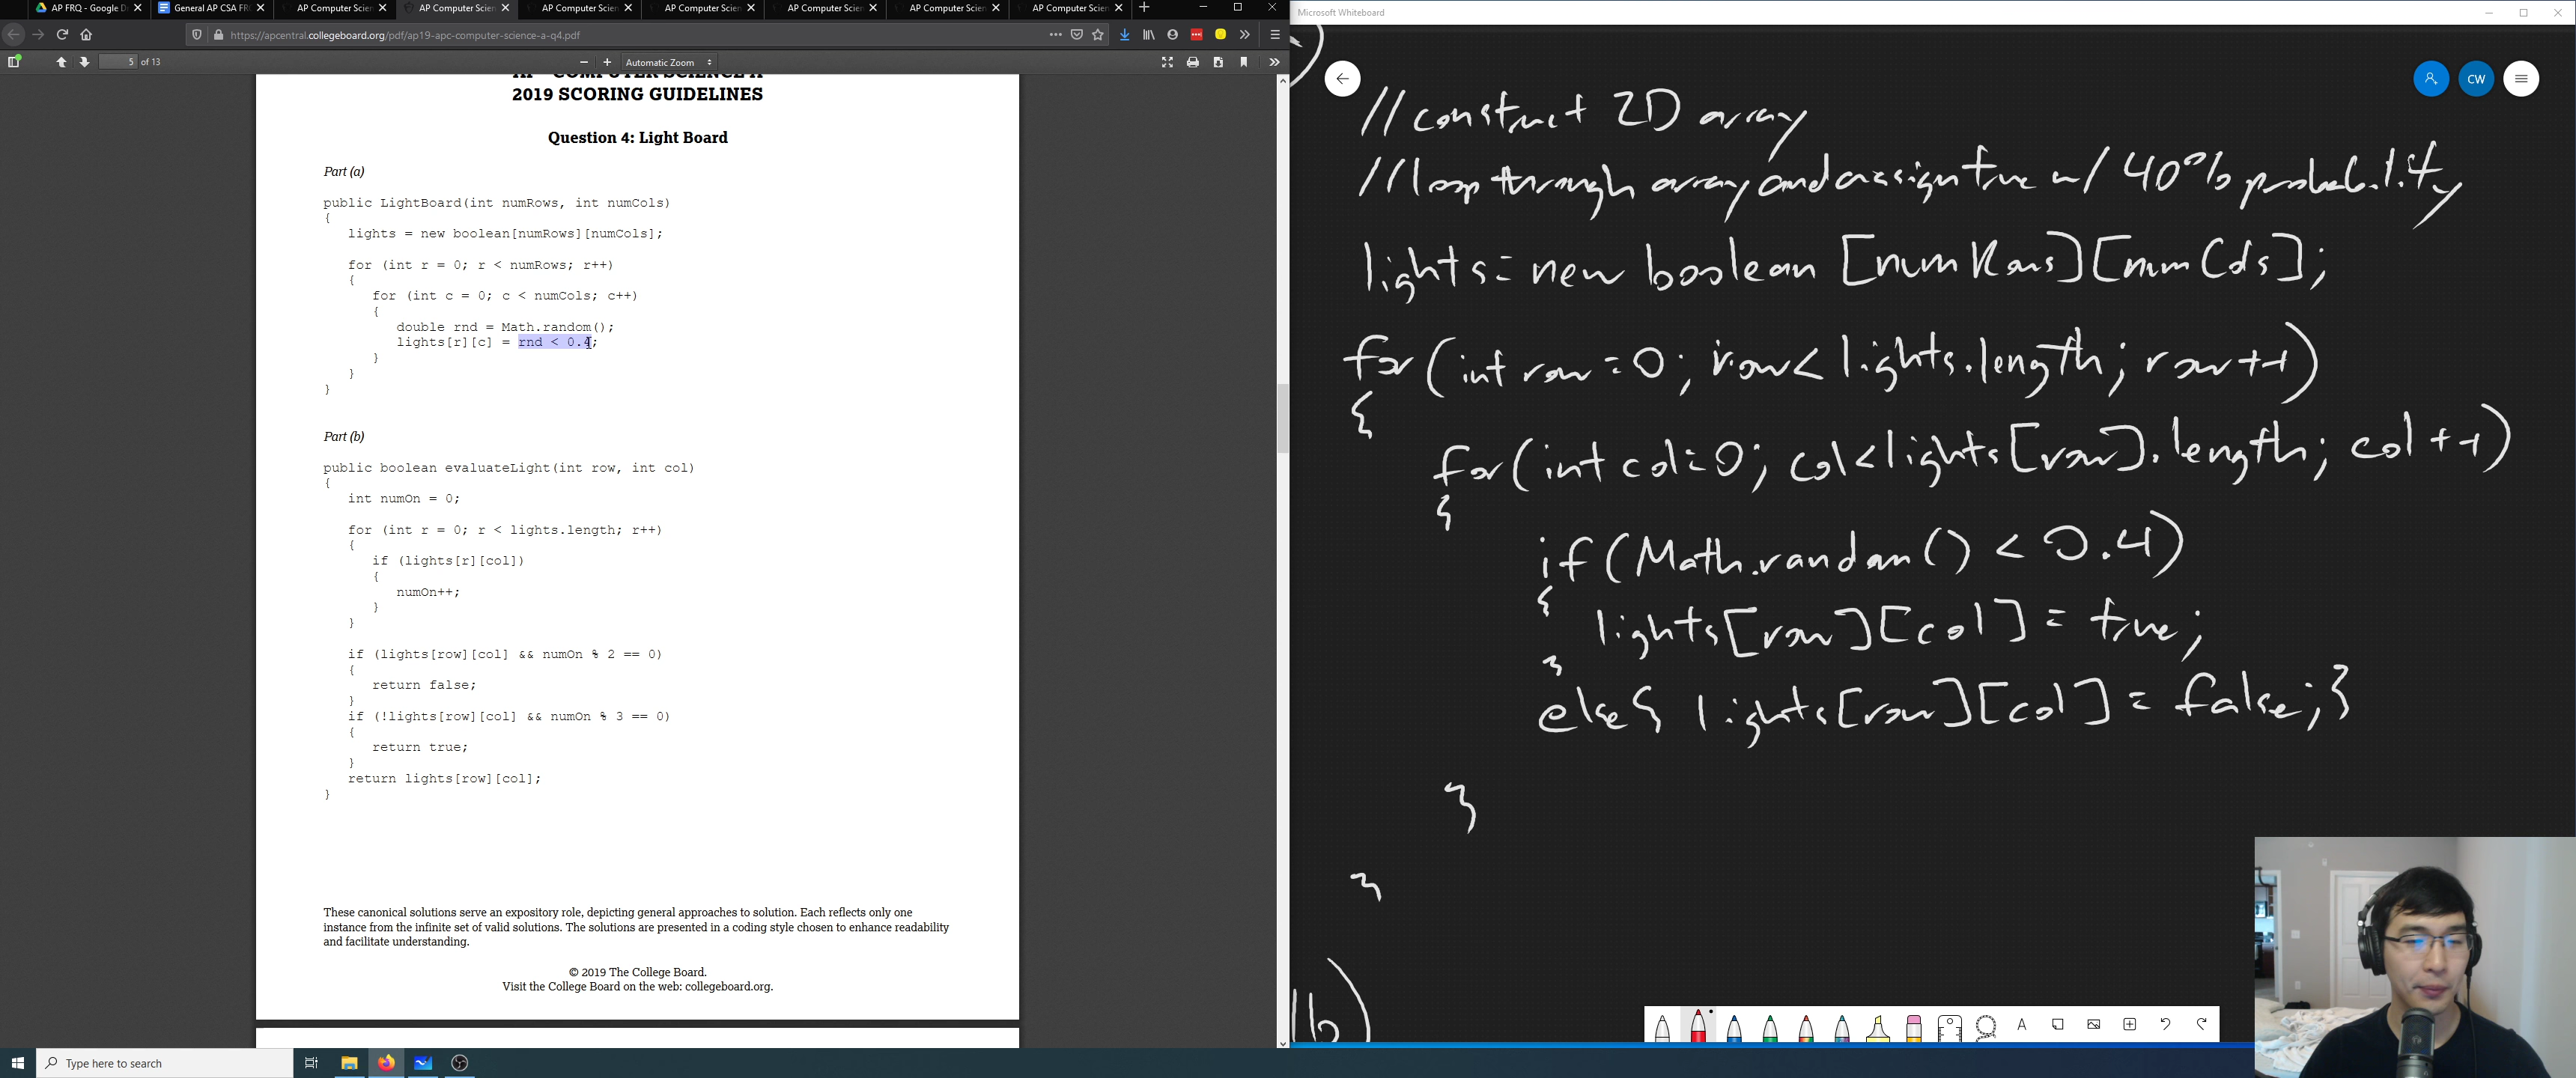 AP FRQ - Google Dr
General AP CSA FR
AP Computer Scien
AP Computer Scien
AP Computer Scien
AP Computer Scien
AP Computer Scien
AP Computer Scien
AP Computer Scien
https://apcentral.collegeboard.org/pdf/ap19-apc-computer-science-a-q4.pdf
5 of 13
Automatic Zoom
2019 SCORING GUIDELINES
Question 4: Light Board
Part (a)
public LightBoard(int numRows, int numCols)
{
lights = new boolean[numRows][numCols];
for (int r = 0; r < numRows; r++)
{
for (int c = 0; c < numCols; c++)
{
double rnd = Math.random();
lights[r][c] = rnd < 0.4;
}
}
}
Part (b)
public boolean evaluateLight(int row, int col)
{
int numOn = 0;
for (int r = 0; r < lights.length; r++)
{
if (lights[r][col])
{
numOn++;
}
}
if (lights[row][col] && numOn % 2 == 0)
{
return false;
}
if (!lights[row][col] && numOn % 3 == 0)
{
return true;
}
return lights[row][col];
}
These canonical solutions serve an expository role, depicting general approaches to solution. Each reflects only one
instance from the infinite set of valid solutions. The solutions are presented in a coding style chosen to enhance readability
and facilitate understanding.
© 2019 The College Board.
Visit the College Board on the web: collegeboard.org.
Type here to search
Microsoft Whiteboard
CW
//construct 2D array
//loop through array and assign true w/ 40% probability
lights = new boolean [numRows][numCols];
for(int row=0; row<lights.length; row++)
{
for(int col=0; col<lights[row].length; col++)
{
if(Math.random() < 0.4)
{
lights[row][col] = true;
}
else{ lights[row][col] = false;}
}
}
b)